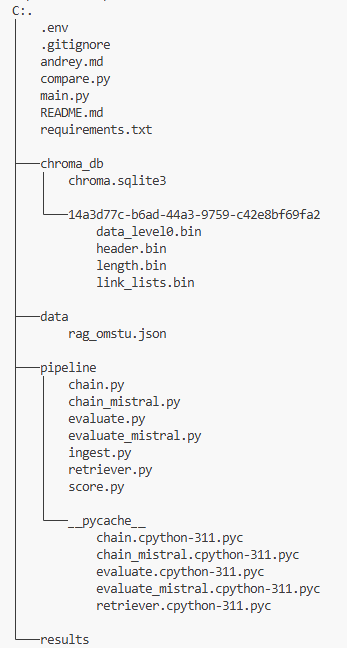 C:.
.env
.gitignore
andrey.md
compare.py
main.py
README.md
requirements.txt
chroma_db
chroma.sqlite3
14a3d77c-b6ad-44a3-9759-c42e8bf69fa2
data_level0.bin
header.bin
length.bin
link_lists.bin
data
rag_omstu.json
pipeline
chain.py
chain_mistral.py
evaluate.py
evaluate_mistral.py
ingest.py
retriever.py
score.py
__pycache__
chain.cpython-311.pyc
chain_mistral.cpython-311.pyc
evaluate.cpython-311.pyc
evaluate_mistral.cpython-311.pyc
retriever.cpython-311.pyc
results